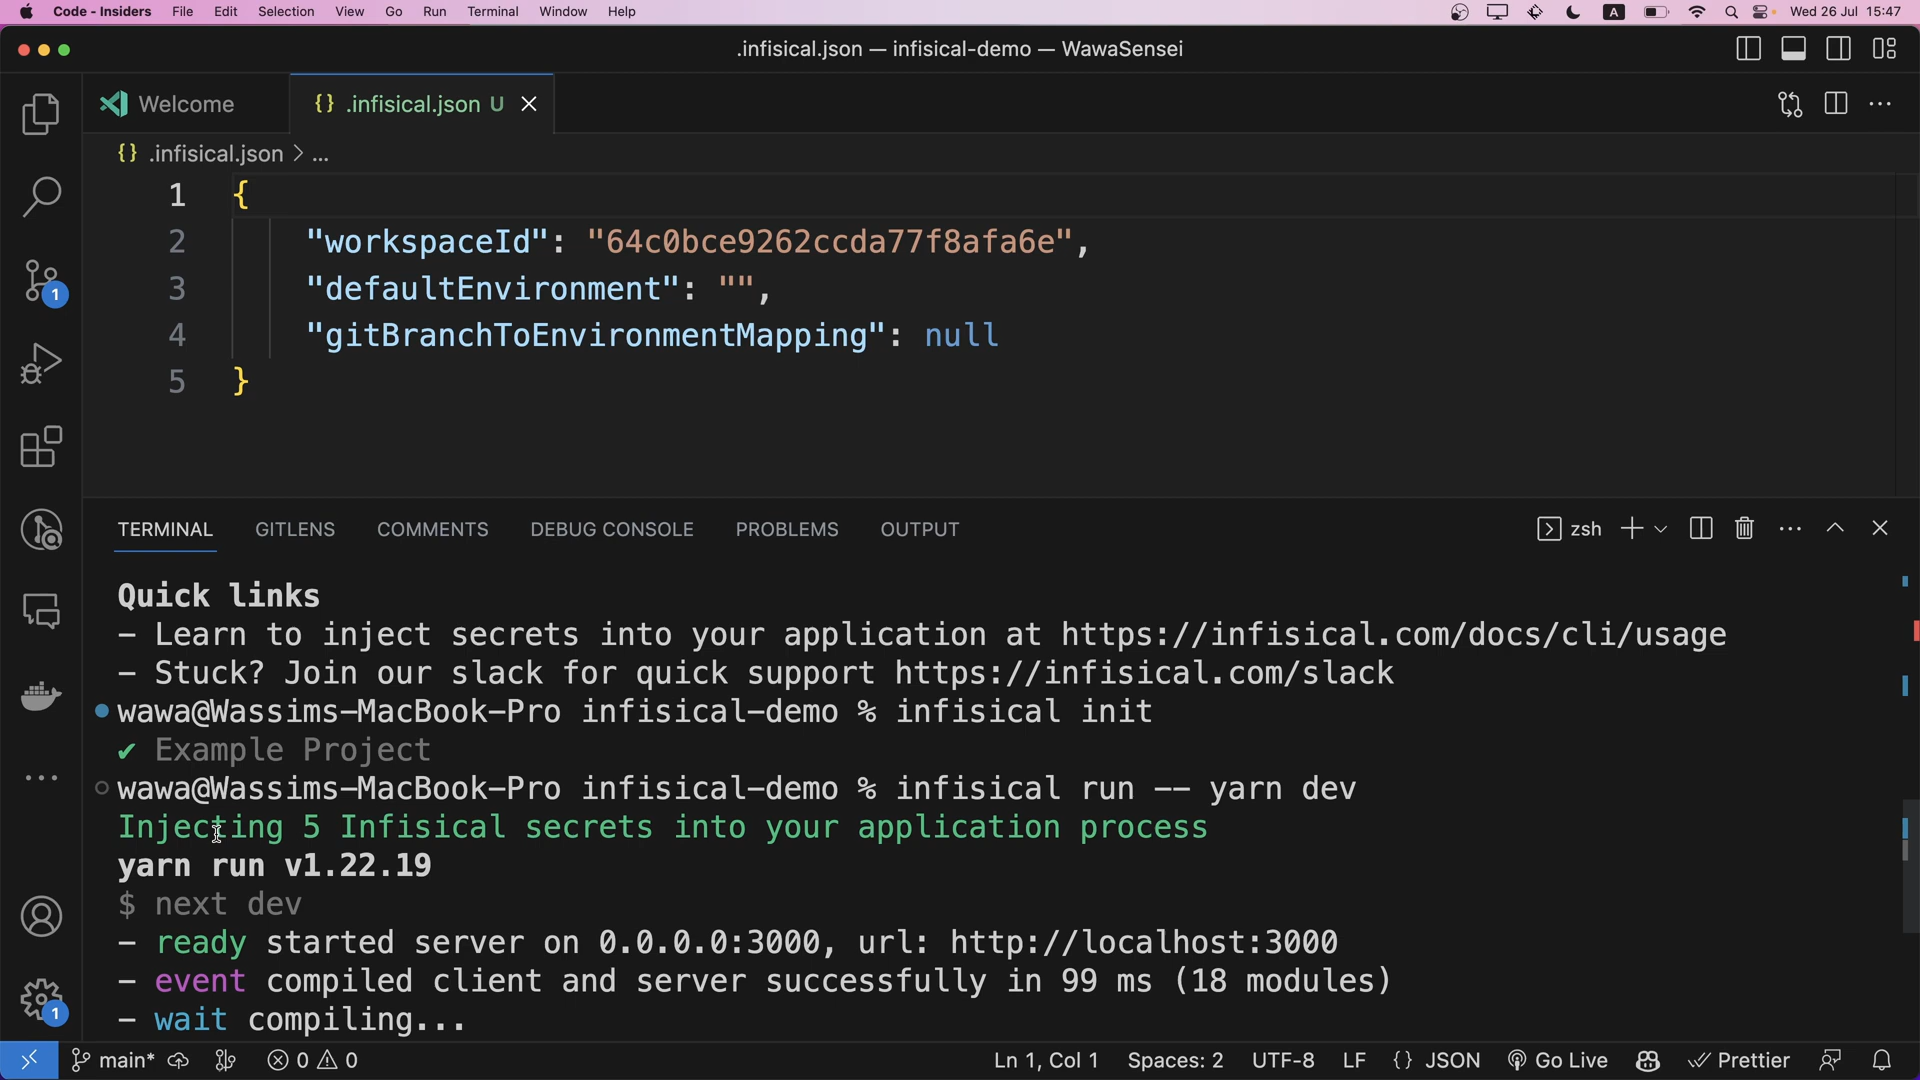 Code - Insiders File Edit Selection View Go Run Terminal Window Help A Wed 26 Jul 15:47
.infisical.json — infisical-demo — WawaSensei
Welcome {} .infisical.json U
{} .infisical.json > ...
1 {
2 "workspaceId": "64c0bce9262ccda77f8afa6e",
3 "defaultEnvironment": "",
4 "gitBranchToEnvironmentMapping": null
5 }
1
TERMINAL GITLENS COMMENTS DEBUG CONSOLE PROBLEMS OUTPUT zsh
Quick links
- Learn to inject secrets into your application at https://infisical.com/docs/cli/usage
- Stuck? Join our slack for quick support https://infisical.com/slack
wawa@Wassims-MacBook-Pro infisical-demo % infisical init
✔ Example Project
wawa@Wassims-MacBook-Pro infisical-demo % infisical run -- yarn dev
Injecting 5 Infisical secrets into your application process
yarn run v1.22.19
$ next dev
- ready started server on 0.0.0.0:3000, url: http://localhost:3000
- event compiled client and server successfully in 99 ms (18 modules)
- wait compiling...
1
main* 0 0 Ln 1, Col 1 Spaces: 2 UTF-8 LF {} JSON Go Live Prettier